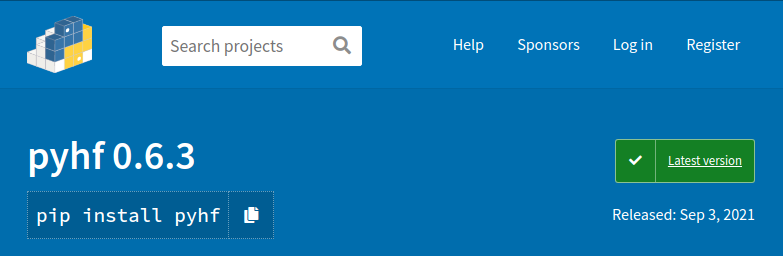 Search projects
Help Sponsors Log in Register
pyhf 0.6.3
Latest version
pip install pyhf
Released: Sep 3, 2021